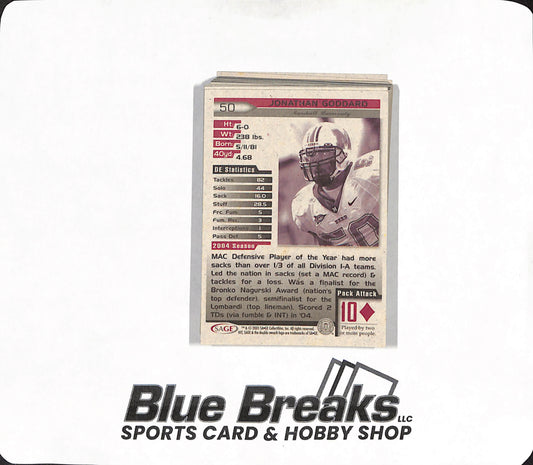 50
JONATHAN GODDARD
Marshall University
Ht. 6-0
Wt. 238 lbs.
Born 5/11/81
40yd 4.68
DE Statistics
Tackles 82
Solo 44
Sack 16.0
Stuff 28.5
Frc. Fum. 5
Fum. Rec. 3
Interceptions 1
Pass Def. 5
2004 Season
MAC Defensive Player of the Year had more
sacks than over 1/3 of all Division I-A teams.
Led the nation in sacks (set a MAC record) &
tackles for a loss. Was a finalist for the
Bronko Nagurski Award (nation's
top defender), semifinalist for the
Lombardi (top lineman). Scored 2
TDs (via fumble & INT) in '04.
Pack Attack
10♦
Played by two
or more people.
SAGE
Blue Breaks LLC
SPORTS CARD & HOBBY SHOP